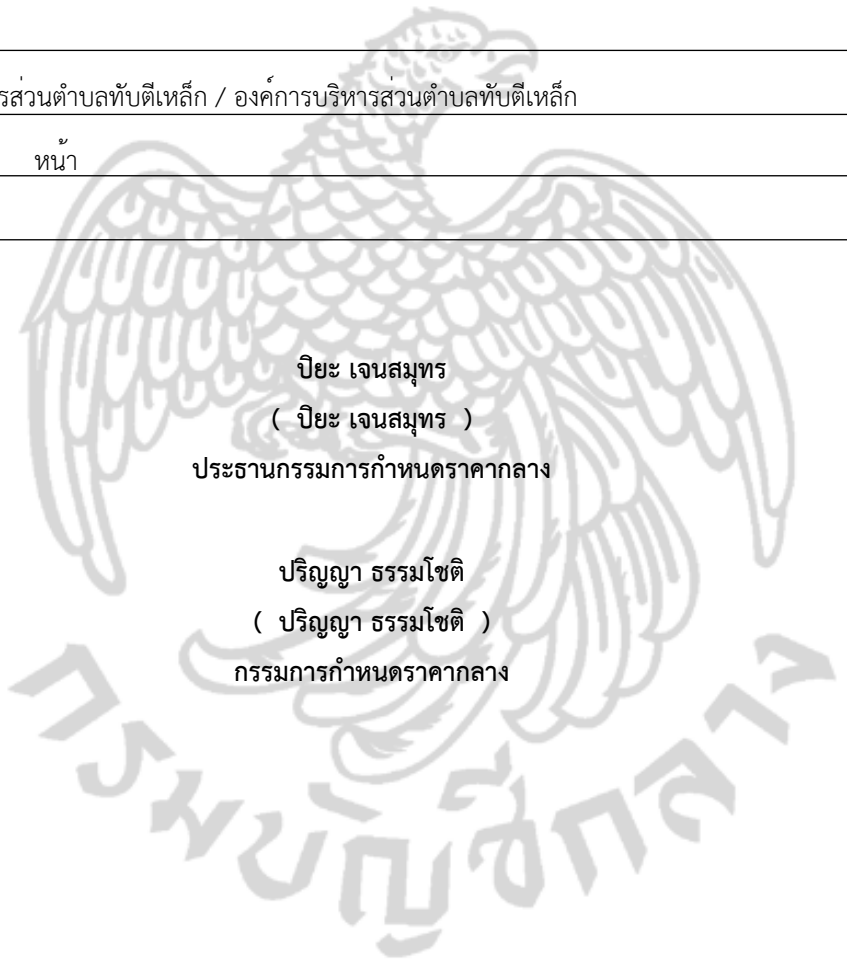 รส่วนตำบลทับตีเหล็ก / องค์การบริหารส่วนตำบลทับตีเหล็ก
หน้า
ปิยะ เจนสมุทร
( ปิยะ เจนสมุทร )
ประธานกรรมการกำหนดราคากลาง
ปริญญา ธรรมโชติ
( ปริญญา ธรรมโชติ )
กรรมการกำหนดราคากลาง
กรมบัญชีกลาง